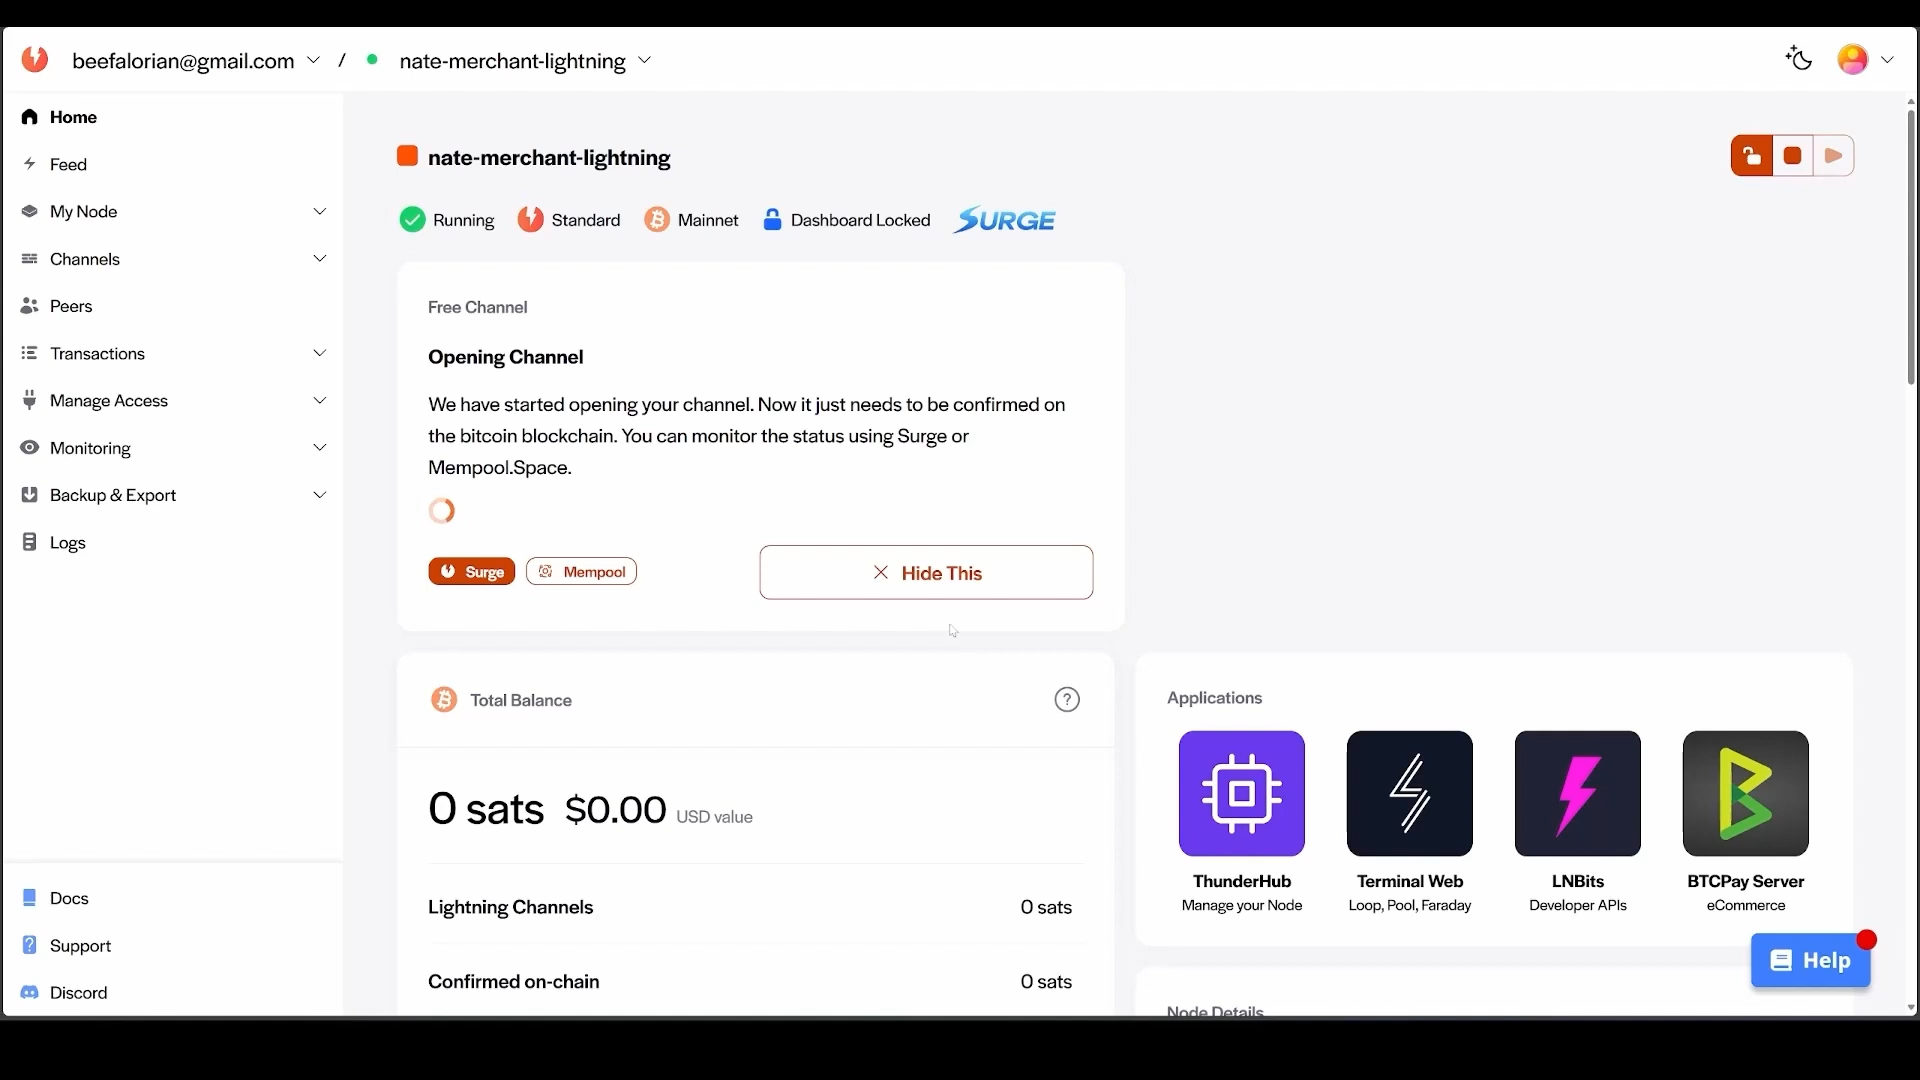 beefalorian@gmail.com / nate-merchant-lightning
Home
Feed
My Node
Channels
Peers
Transactions
Manage Access
Monitoring
Backup & Export
Logs
Docs
Support
Discord
nate-merchant-lightning
Running Standard Mainnet Dashboard Locked SURGE
Free Channel
Opening Channel
We have started opening your channel. Now it just needs to be confirmed on
the bitcoin blockchain. You can monitor the status using Surge or
Mempool.Space.
Surge Mempool Hide This
Total Balance
0 sats $0.00 USD value
Lightning Channels 0 sats
Confirmed on-chain 0 sats
Applications
ThunderHub
Manage your Node
Terminal Web
Loop, Pool, Faraday
LNBits
Developer APIs
BTCPay Server
eCommerce
Help
Node Details